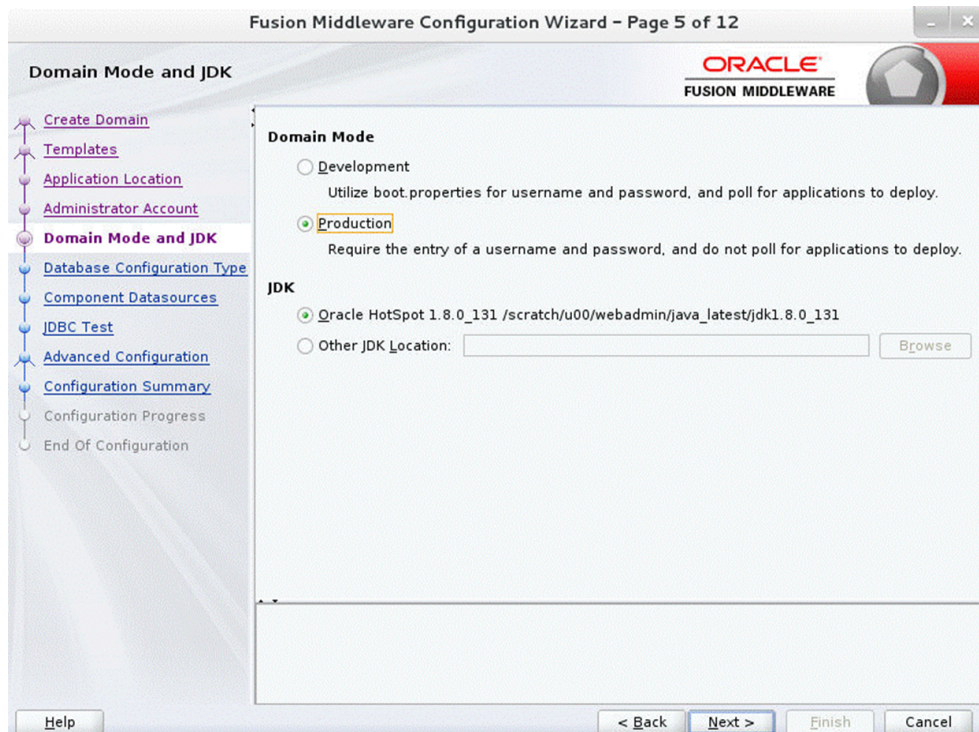 Fusion Middleware Configuration Wizard – Page 5 of 12
Domain Mode and JDK
ORACLE
FUSION MIDDLEWARE
Create Domain
Templates
Application Location
Administrator Account
Domain Mode and JDK
Database Configuration Type
Component Datasources
JDBC Test
Advanced Configuration
Configuration Summary
Configuration Progress
End Of Configuration
Domain Mode
Development
Utilize boot.properties for username and password, and poll for applications to deploy.
Production
Require the entry of a username and password, and do not poll for applications to deploy.
JDK
Oracle HotSpot 1.8.0_131 /scratch/u00/webadmin/java_latest/jdk1.8.0_131
Other JDK Location:
Browse
Help
< Back
Next >
Finish
Cancel